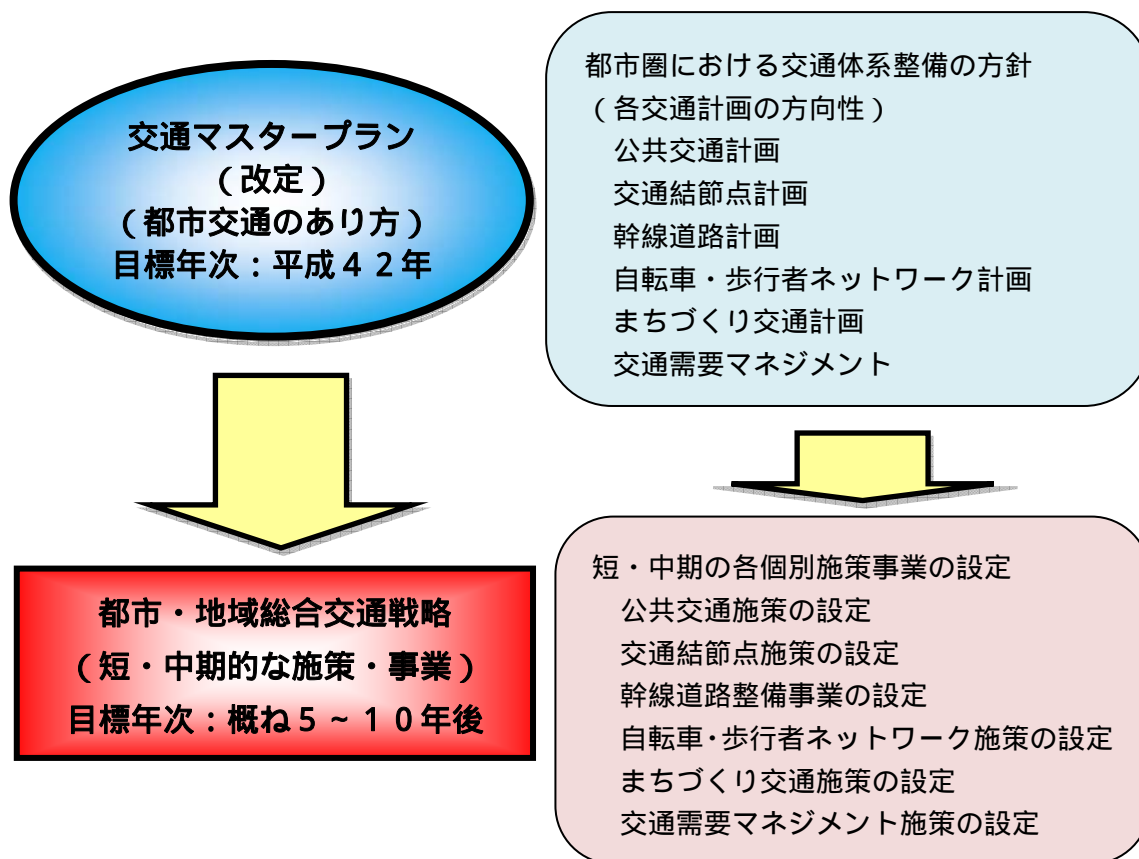 交通マスタープラン
（改定）
（都市交通のあり方）
目標年次：平成４２年
都市圏における交通体系整備の方針
（各交通計画の方向性）
公共交通計画
交通結節点計画
幹線道路計画
自転車・歩行者ネットワーク計画
まちづくり交通計画
交通需要マネジメント
都市・地域総合交通戦略
（短・中期的な施策・事業）
目標年次：概ね５～１０年後
短・中期の各個別施策事業の設定
公共交通施策の設定
交通結節点施策の設定
幹線道路整備事業の設定
自転車・歩行者ネットワーク施策の設定
まちづくり交通施策の設定
交通需要マネジメント施策の設定